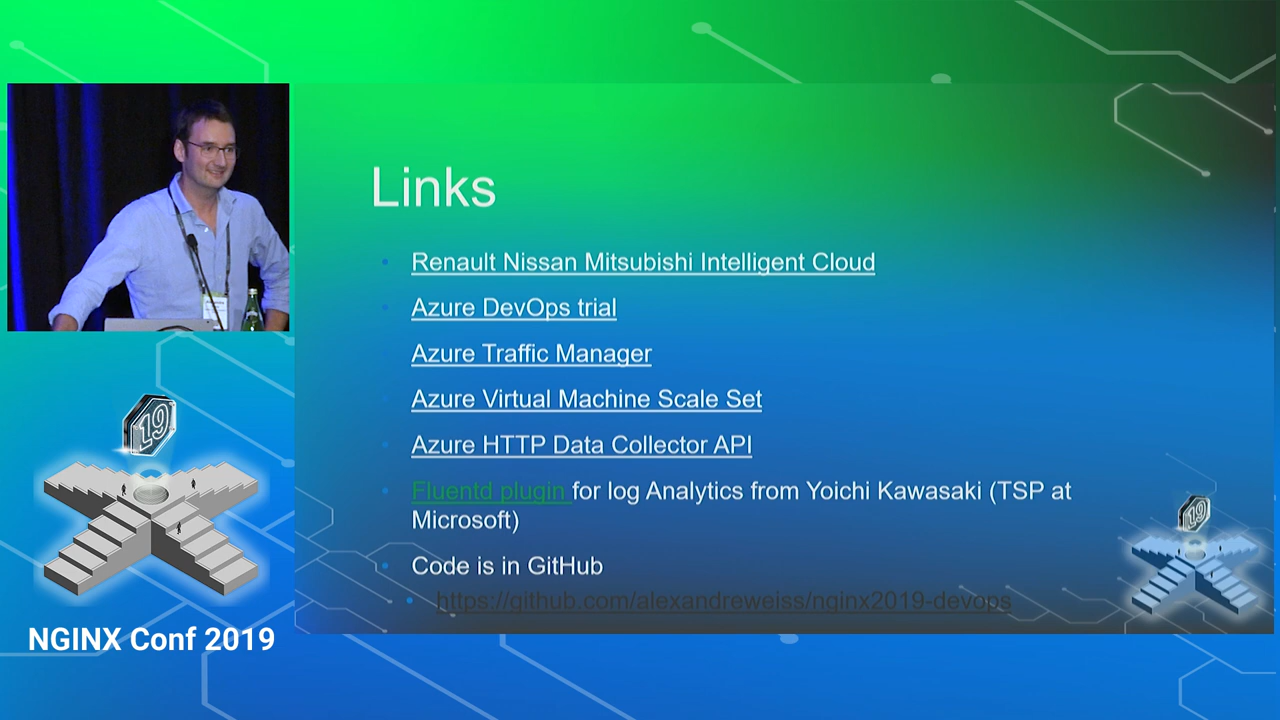 Links
Renault Nissan Mitsubishi Intelligent Cloud
Azure DevOps trial
Azure Traffic Manager
Azure Virtual Machine Scale Set
Azure HTTP Data Collector API
Fluentd plugin for log Analytics from Yoichi Kawasaki (TSP at
Microsoft)
Code is in GitHub
https://github.com/alexandreweiss/nginx2019-devops
19
19
NGINX Conf 2019